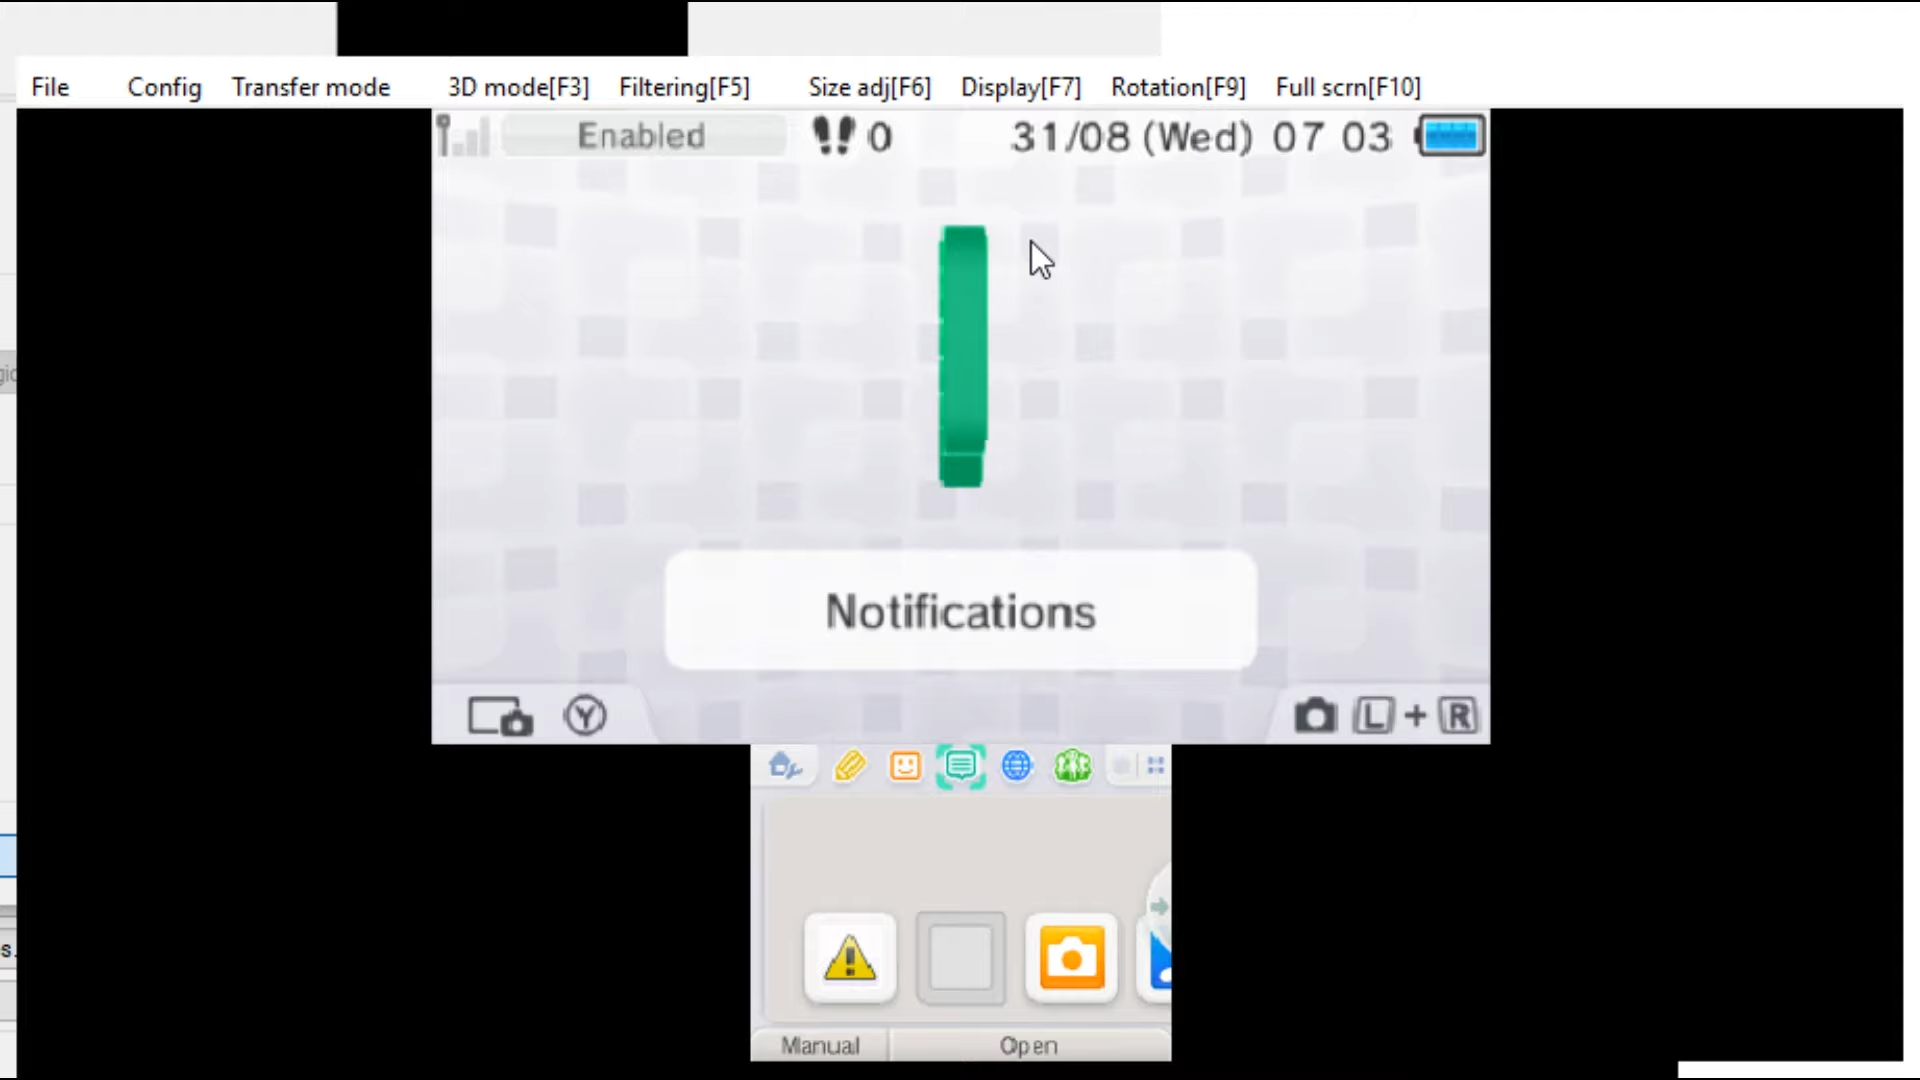 File Config Transfer mode 3D mode[F3] Filtering[F5] Size adj[F6] Display[F7] Rotation[F9] Full scrn[F10]
Enabled 0 31/08 (Wed) 07 03
Notifications
Y L + R
Manual Open